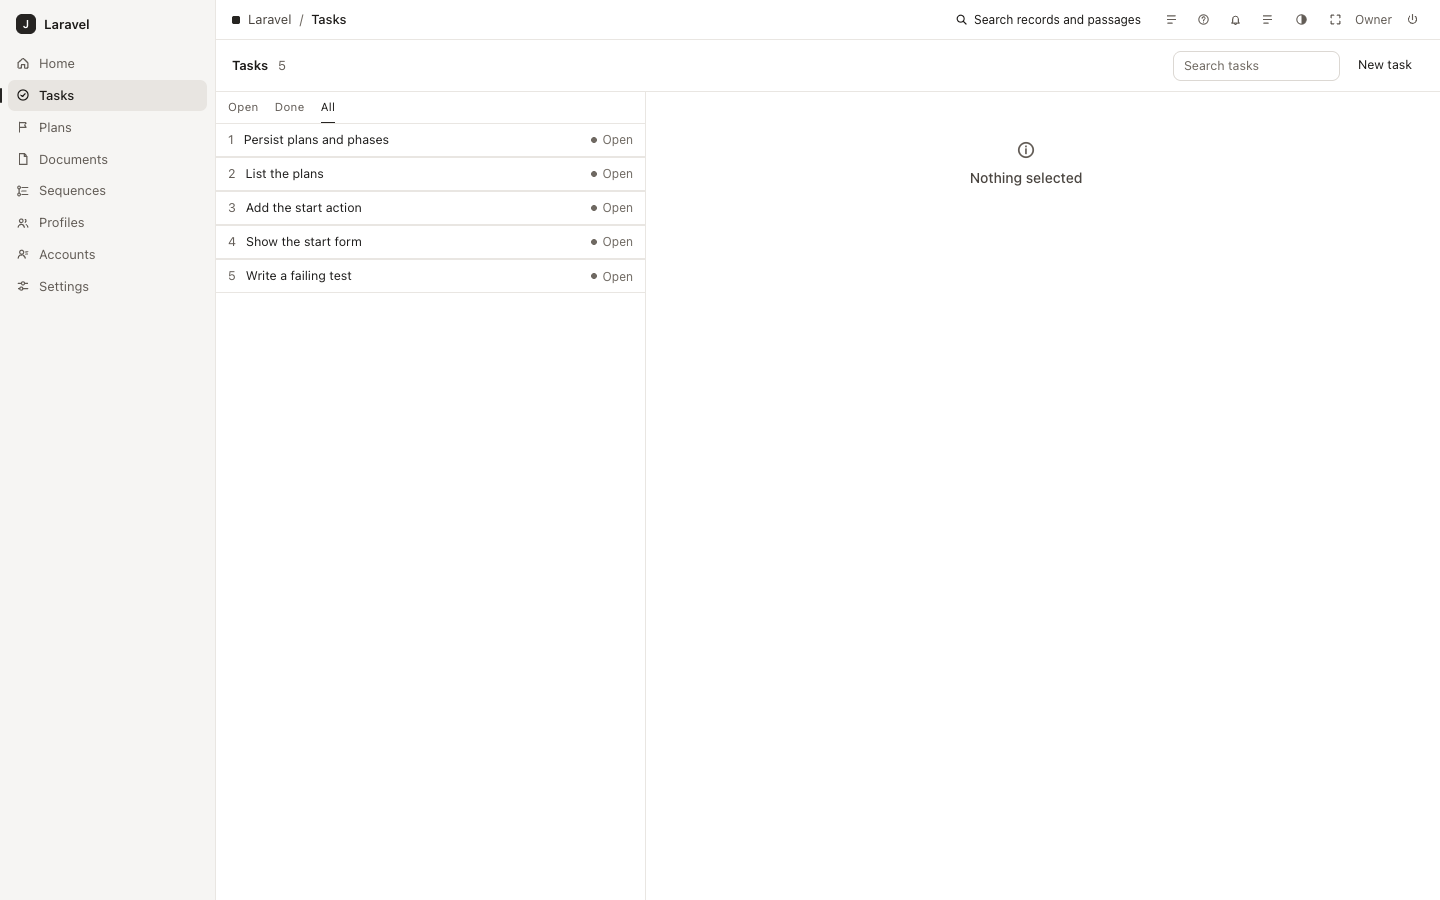 J Laravel
Home
Tasks
Plans
Documents
Sequences
Profiles
Accounts
Settings
Laravel / Tasks
Search records and passages
Owner
Tasks 5
Search tasks
New task
Open Done All
1 Persist plans and phases Open
2 List the plans Open
3 Add the start action Open
4 Show the start form Open
5 Write a failing test Open
Nothing selected